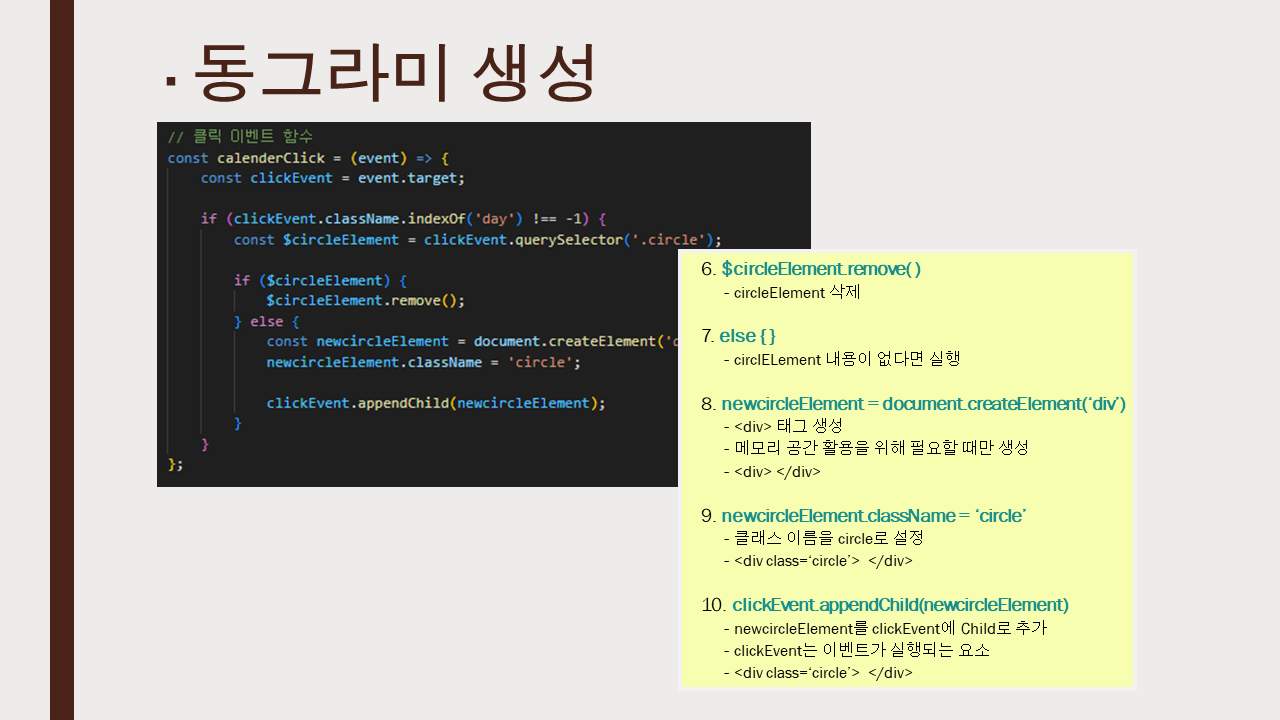 · 동그라미 생성
// 클릭 이벤트 함수
const calenderClick = (event) => {
const clickEvent = event.target;
if (clickEvent.className.indexOf('day') !== -1) {
const $circleElement = clickEvent.querySelector('.circle');
if ($circleElement) {
$circleElement.remove();
} else {
const newcircleElement = document.createElement('
newcircleElement.className = 'circle';
clickEvent.appendChild(newcircleElement);
}
}
};
6. $circleElement.remove( )
- circleElement 삭제
7. else { }
- circlELement 내용이 없다면 실행
8. newcircleElement = document.createElement(‘div’)
- <div> 태그 생성
- 메모리 공간 활용을 위해 필요할 때만 생성
- <div> </div>
9. newcircleElement.className = ‘circle’
- 클래스 이름을 circle로 설정
- <div class=‘circle’> </div>
10. clickEvent.appendChild(newcircleElement)
- newcircleElement를 clickEvent에 Child로 추가
- clickEvent는 이벤트가 실행되는 요소
- <div class=‘circle’> </div>